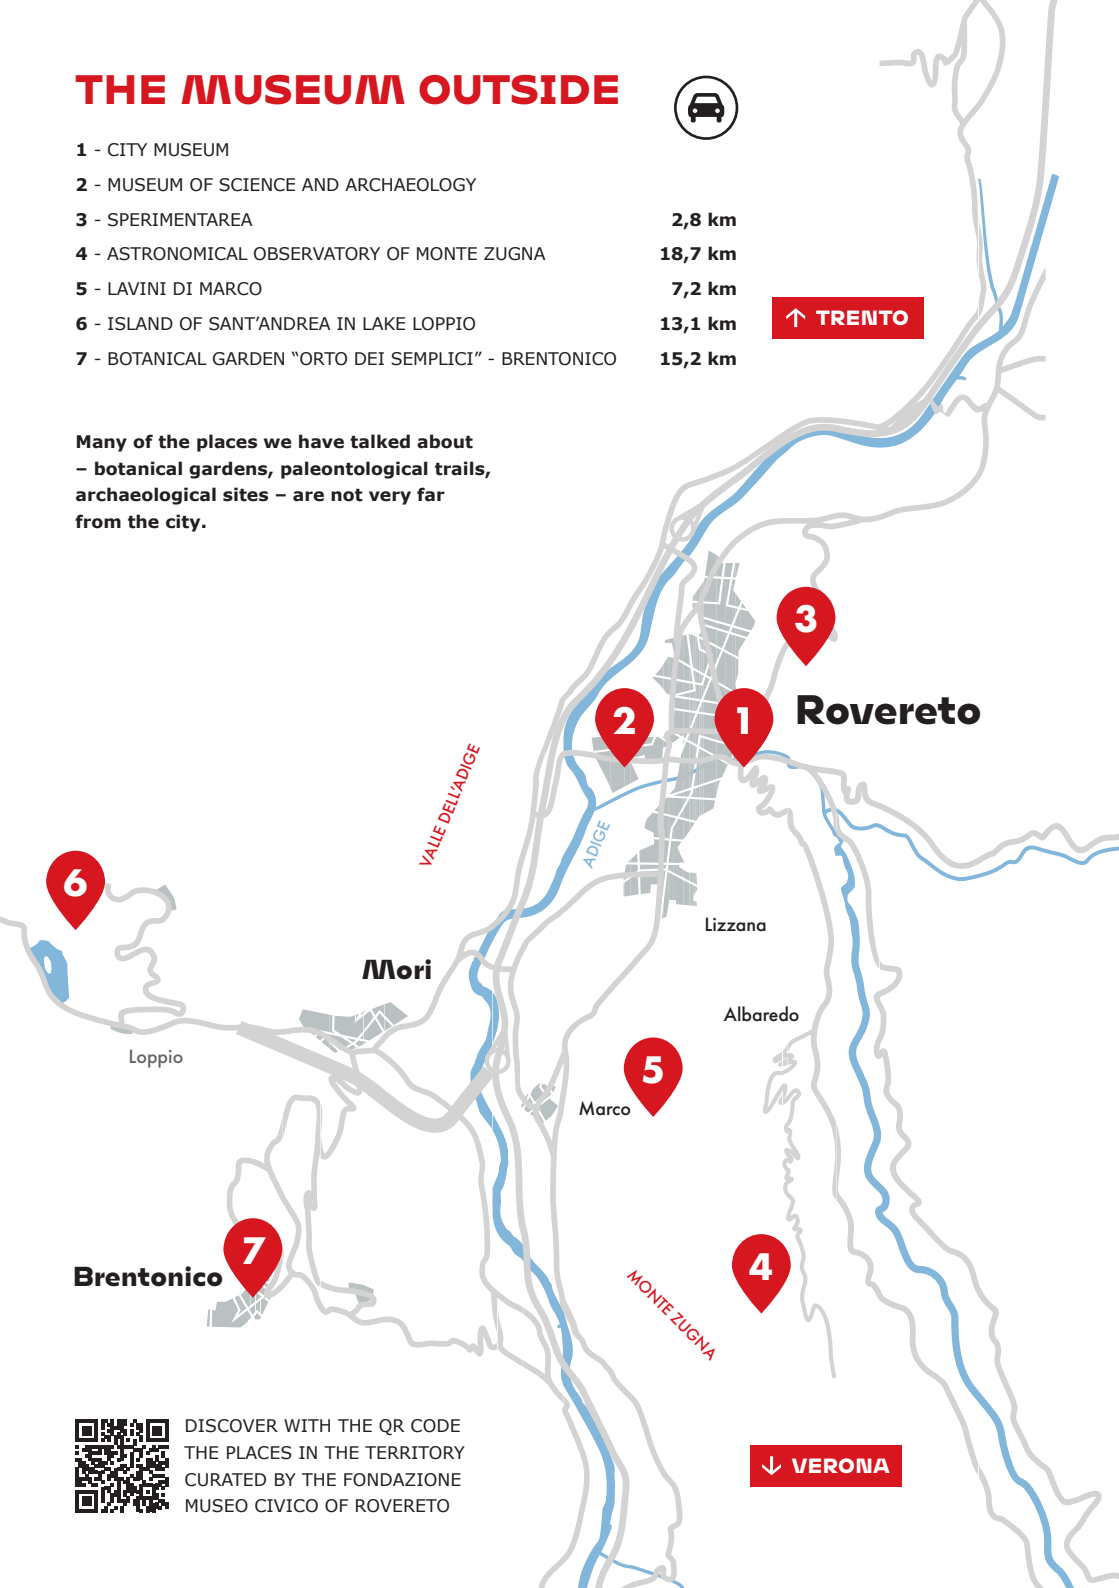 THE MUSEUM OUTSIDE
1 - CITY MUSEUM
2 - MUSEUM OF SCIENCE AND ARCHAEOLOGY
3 - SPERIMENTAREA 2,8 km
4 - ASTRONOMICAL OBSERVATORY OF MONTE ZUGNA 18,7 km
5 - LAVINI DI MARCO 7,2 km
6 - ISLAND OF SANT’ANDREA IN LAKE LOPPIO 13,1 km
7 - BOTANICAL GARDEN “ORTO DEI SEMPLICI” - BRENTONICO 15,2 km
↑ TRENTO
Many of the places we have talked about
– botanical gardens, paleontological trails,
archaeological sites – are not very far
from the city.
3
Rovereto
2
1
VALLE DELL’ADIGE
ADIGE
6
Lizzana
Mori
Albaredo
Loppio
5
Marco
7
Brentonico
4
MONTE ZUGNA
DISCOVER WITH THE QR CODE
THE PLACES IN THE TERRITORY
CURATED BY THE FONDAZIONE
MUSEO CIVICO OF ROVERETO
↓ VERONA